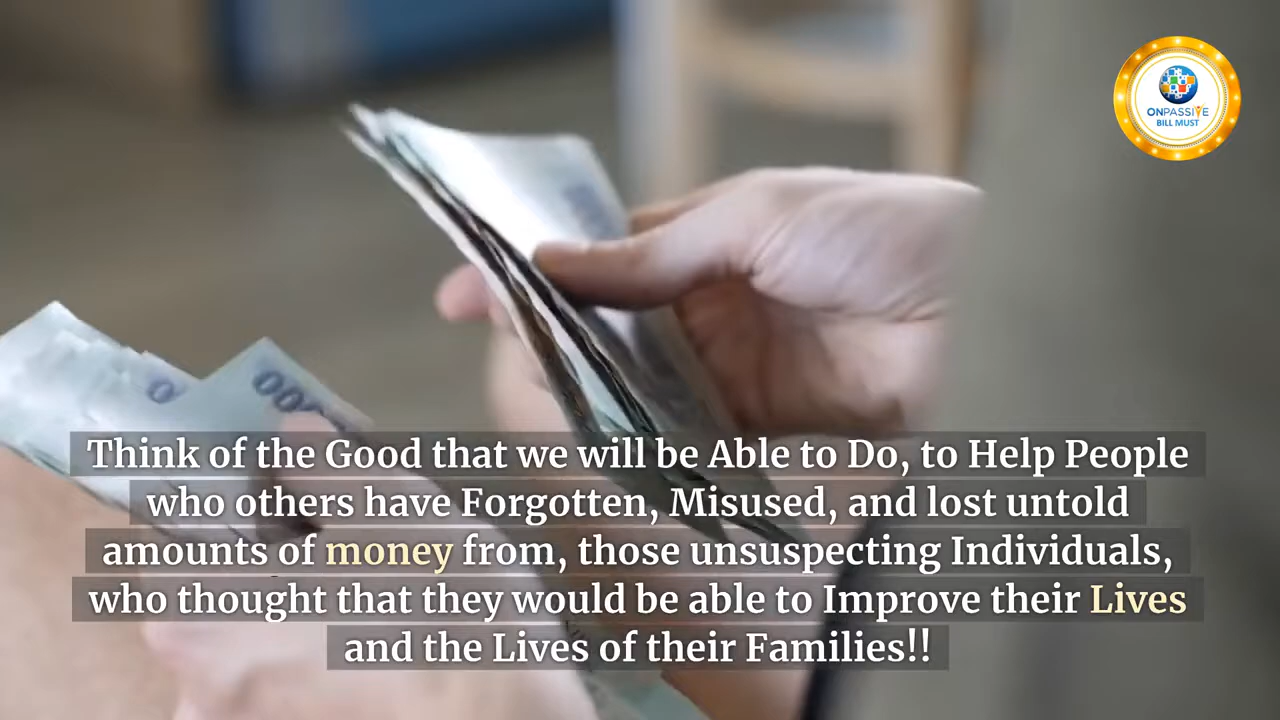 ONPASSIVE
BILL MUST
000
Think of the Good that we will be Able to Do, to Help People
who others have Forgotten, Misused, and lost untold
amounts of money from, those unsuspecting Individuals,
who thought that they would be able to Improve their Lives
and the Lives of their Families!!